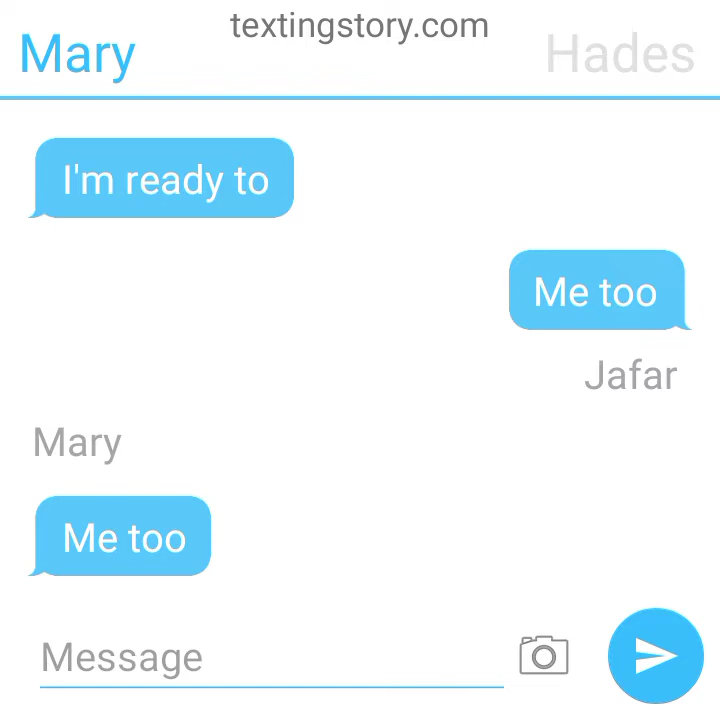 textingstory.com
Mary
Hades
I'm ready to
Me too
Jafar
Mary
Me too
Message